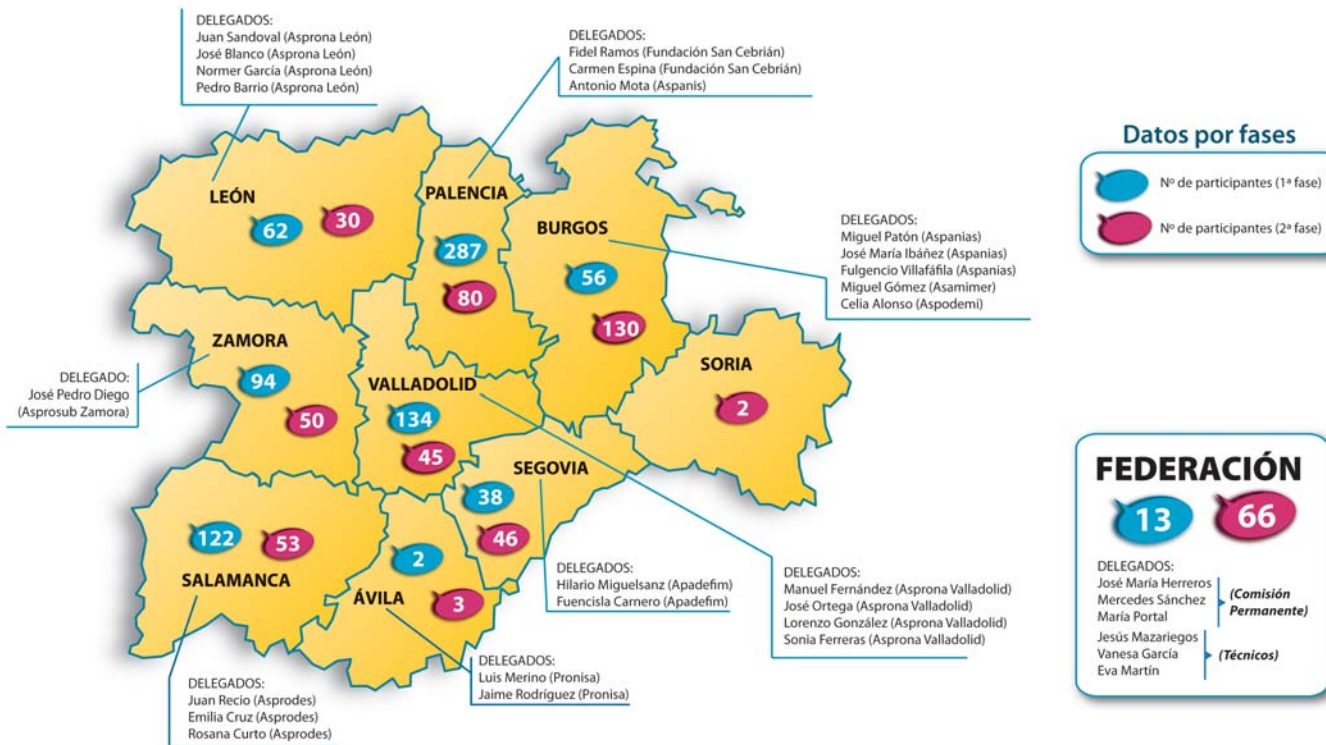 DELEGADOS:
Juan Sandoval (Asprona León)
José Blanco (Asprona León)
Normer García (Asprona León)
Pedro Barrio (Asprona León)
DELEGADOS:
Fidel Ramos (Fundación San Cebrián)
Carmen Espina (Fundación San Cebrián)
Antonio Mota (Aspanis)
Datos por fases
Nº de participantes (1ª fase)
Nº de participantes (2ª fase)
LEÓN
62
30
PALENCIA
287
80
BURGOS
56
130
DELEGADOS:
Miguel Patón (Aspanias)
José María Ibáñez (Aspanias)
Fulgencio Villafáfila (Aspanias)
Miguel Gómez (Asamimer)
Celia Alonso (Aspodemi)
ZAMORA
94
50
DELEGADO:
José Pedro Diego
(Asprosub Zamora)
VALLADOLID
134
45
SORIA
2
SEGOVIA
38
46
SALAMANCA
122
53
ÁVILA
2
3
DELEGADOS:
Hilario Miguelsanz (Apadefim)
Fuencisla Carnero (Apadefim)
DELEGADOS:
Manuel Fernández (Asprona Valladolid)
José Ortega (Asprona Valladolid)
Lorenzo González (Asprona Valladolid)
Sonia Ferreras (Asprona Valladolid)
DELEGADOS:
Luis Merino (Pronisa)
Jaime Rodríguez (Pronisa)
DELEGADOS:
Juan Recio (Asprodes)
Emilia Cruz (Asprodes)
Rosana Curto (Asprodes)
FEDERACIÓN
13
66
DELEGADOS:
José María Herreros
Mercedes Sánchez
María Portal
(Comisión
Permanente)
Jesús Mazariegos
Vanesa García
Eva Martín
(Técnicos)